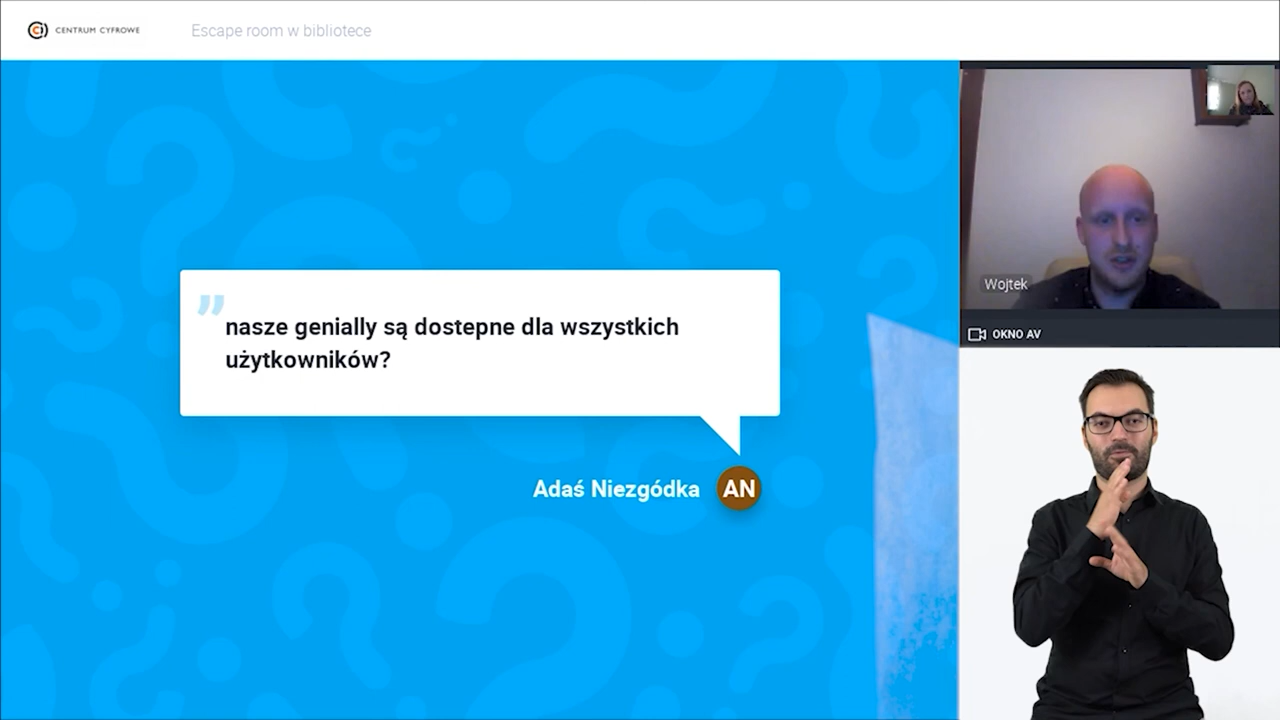 CENTRUM CYFROWE
Escape room w bibliotece
nasze genially są dostepne dla wszystkich
użytkowników?
Adaś Niezgódka
AN
Wojtek
OKNO AV